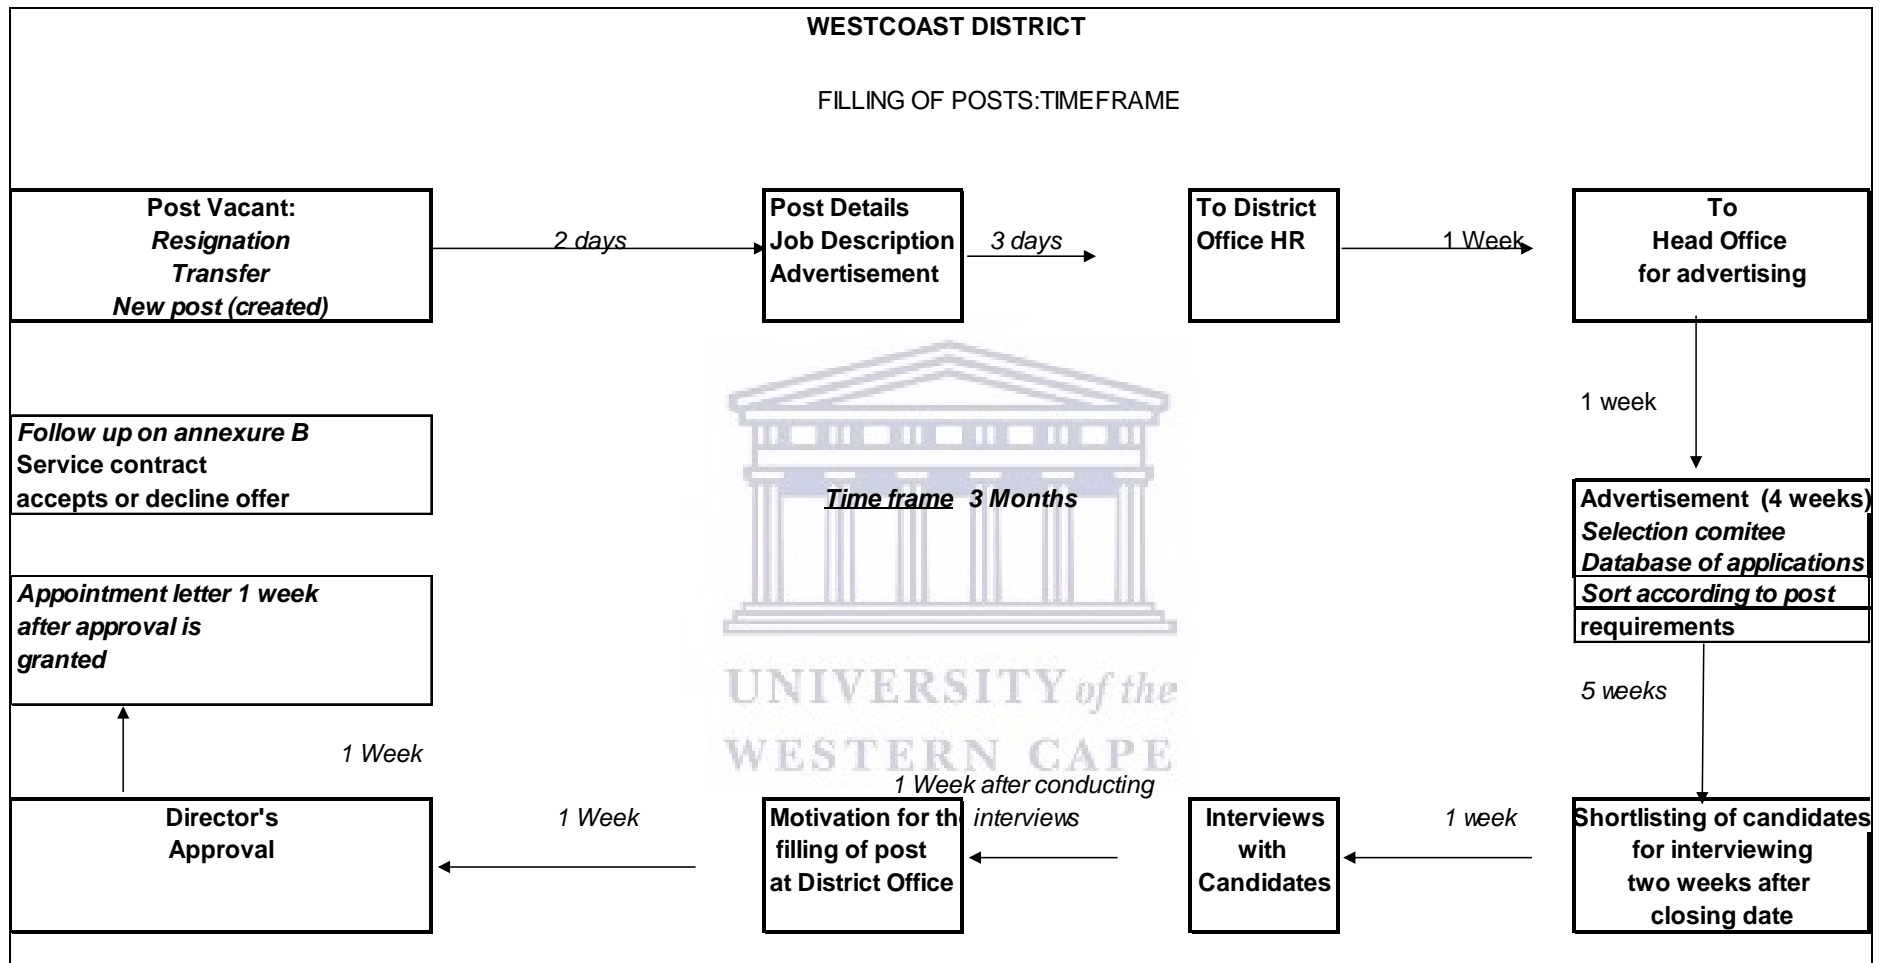 WESTCOAST DISTRICT
FILLING OF POSTS:TIMEFRAME
Post Vacant:
Resignation
Transfer
New post (created)
2 days
Post Details
Job Description
Advertisement
3 days
To District
Office HR
1 Week
To
Head Office
for advertising
1 week
Advertisement (4 weeks)
Selection comitee
Database of applications
Sort according to post
requirements
5 weeks
Shortlisting of candidates
for interviewing
two weeks after
closing date
1 week
Interviews
with
Candidates
1 Week after conducting
interviews
Motivation for th
filling of post
at District Office
1 Week
Director's
Approval
1 Week
Appointment letter 1 week
after approval is
granted
Follow up on annexure B
Service contract
accepts or decline offer
Time frame 3 Months
UNIVERSITY of the
WESTERN CAPE